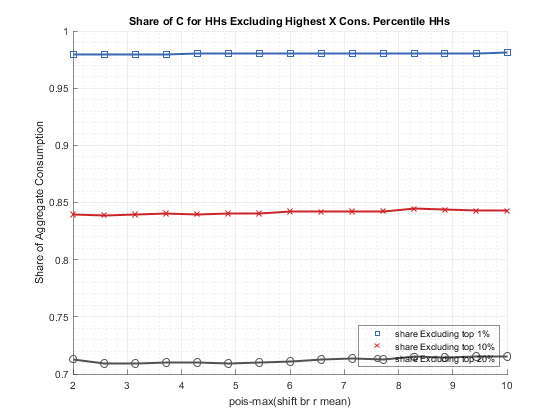 Share of C for HHs Excluding Highest X Cons. Percentile HHs
Share of Aggregate Consumption
1
0.95
0.9
0.85
0.8
0.75
0.7
share Excluding top 1%
share Excluding top 10%
share Excluding top 20%
2 3 4 5 6 7 8 9 10
pois-max(shift br r mean)